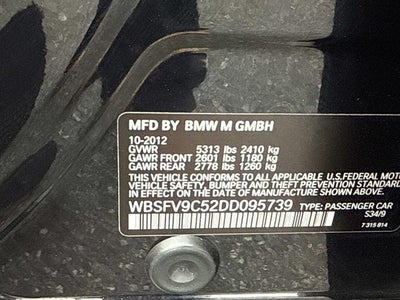 MFD BY BMW M GMBH
10-2012
GVWR 5313 lbs 2410 kg
GAWR FRONT 2601 lbs 1180 kg
GAWR REAR 2778 lbs 1260 kg
THIS VEHICLE CONFORMS TO ALL APPLICABLE U.S. FEDERAL MOTOR
VEHICLE SAFETY, BUMPER AND THEFT PREVENTION
STANDARDS IN EFFECT ON THE DATE OF MANUFACTURE SHOWN ABOVE.
WBSFV9C52DD095739 TYPE: PASSENGER CAR
S34/9
7 315 814